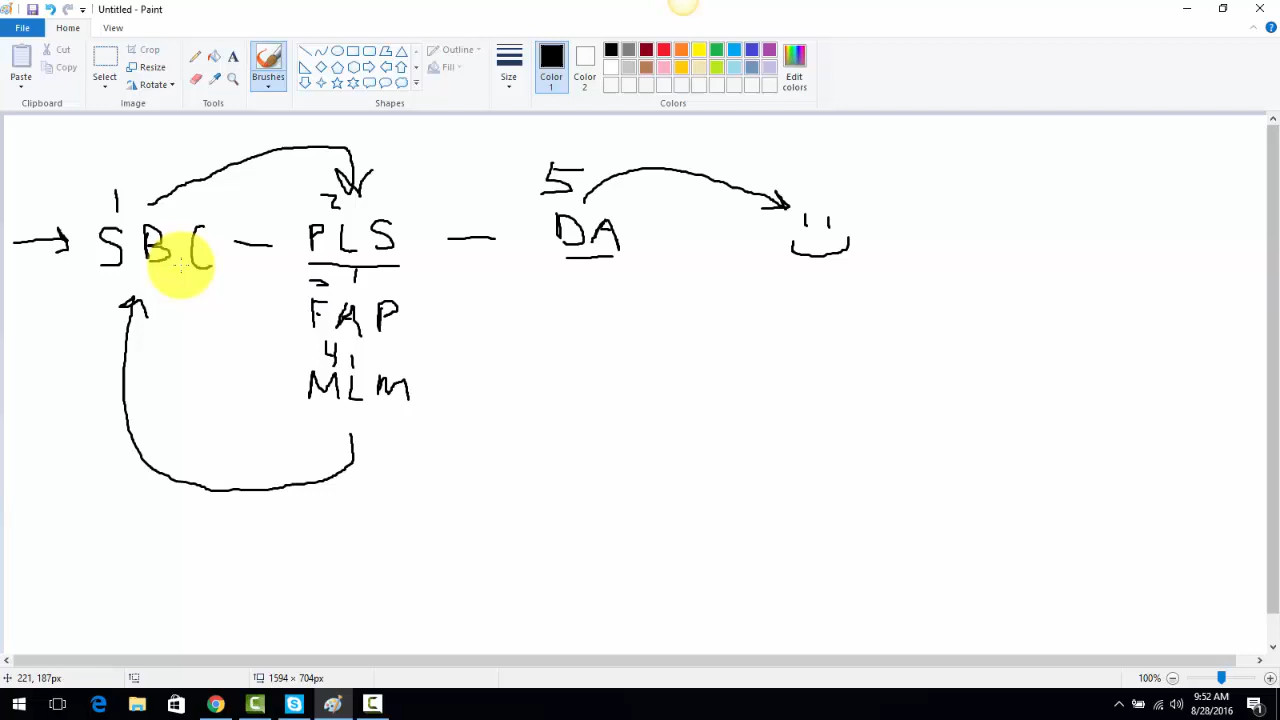 Untitled - Paint
File Home View
Paste Cut Copy Clipboard
Select Crop Resize Rotate Image
Tools
Brushes
Outline Fill Shapes
Size
Color 1 Color 2 Edit colors Colors
1 2 5
→ SBC — PLS — DA
FAP
4 1
MLM
221, 187px 1594 × 704px 100%
9:52 AM
8/28/2016